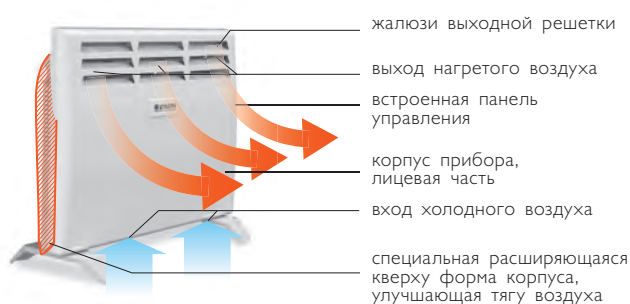 жалюзи выходной решетки
выход нагретого воздуха
встроенная панель
управления
корпус прибора,
лицевая часть
вход холодного воздуха
специальная расширяющаяся
кверху форма корпуса,
улучшающая тягу воздуха